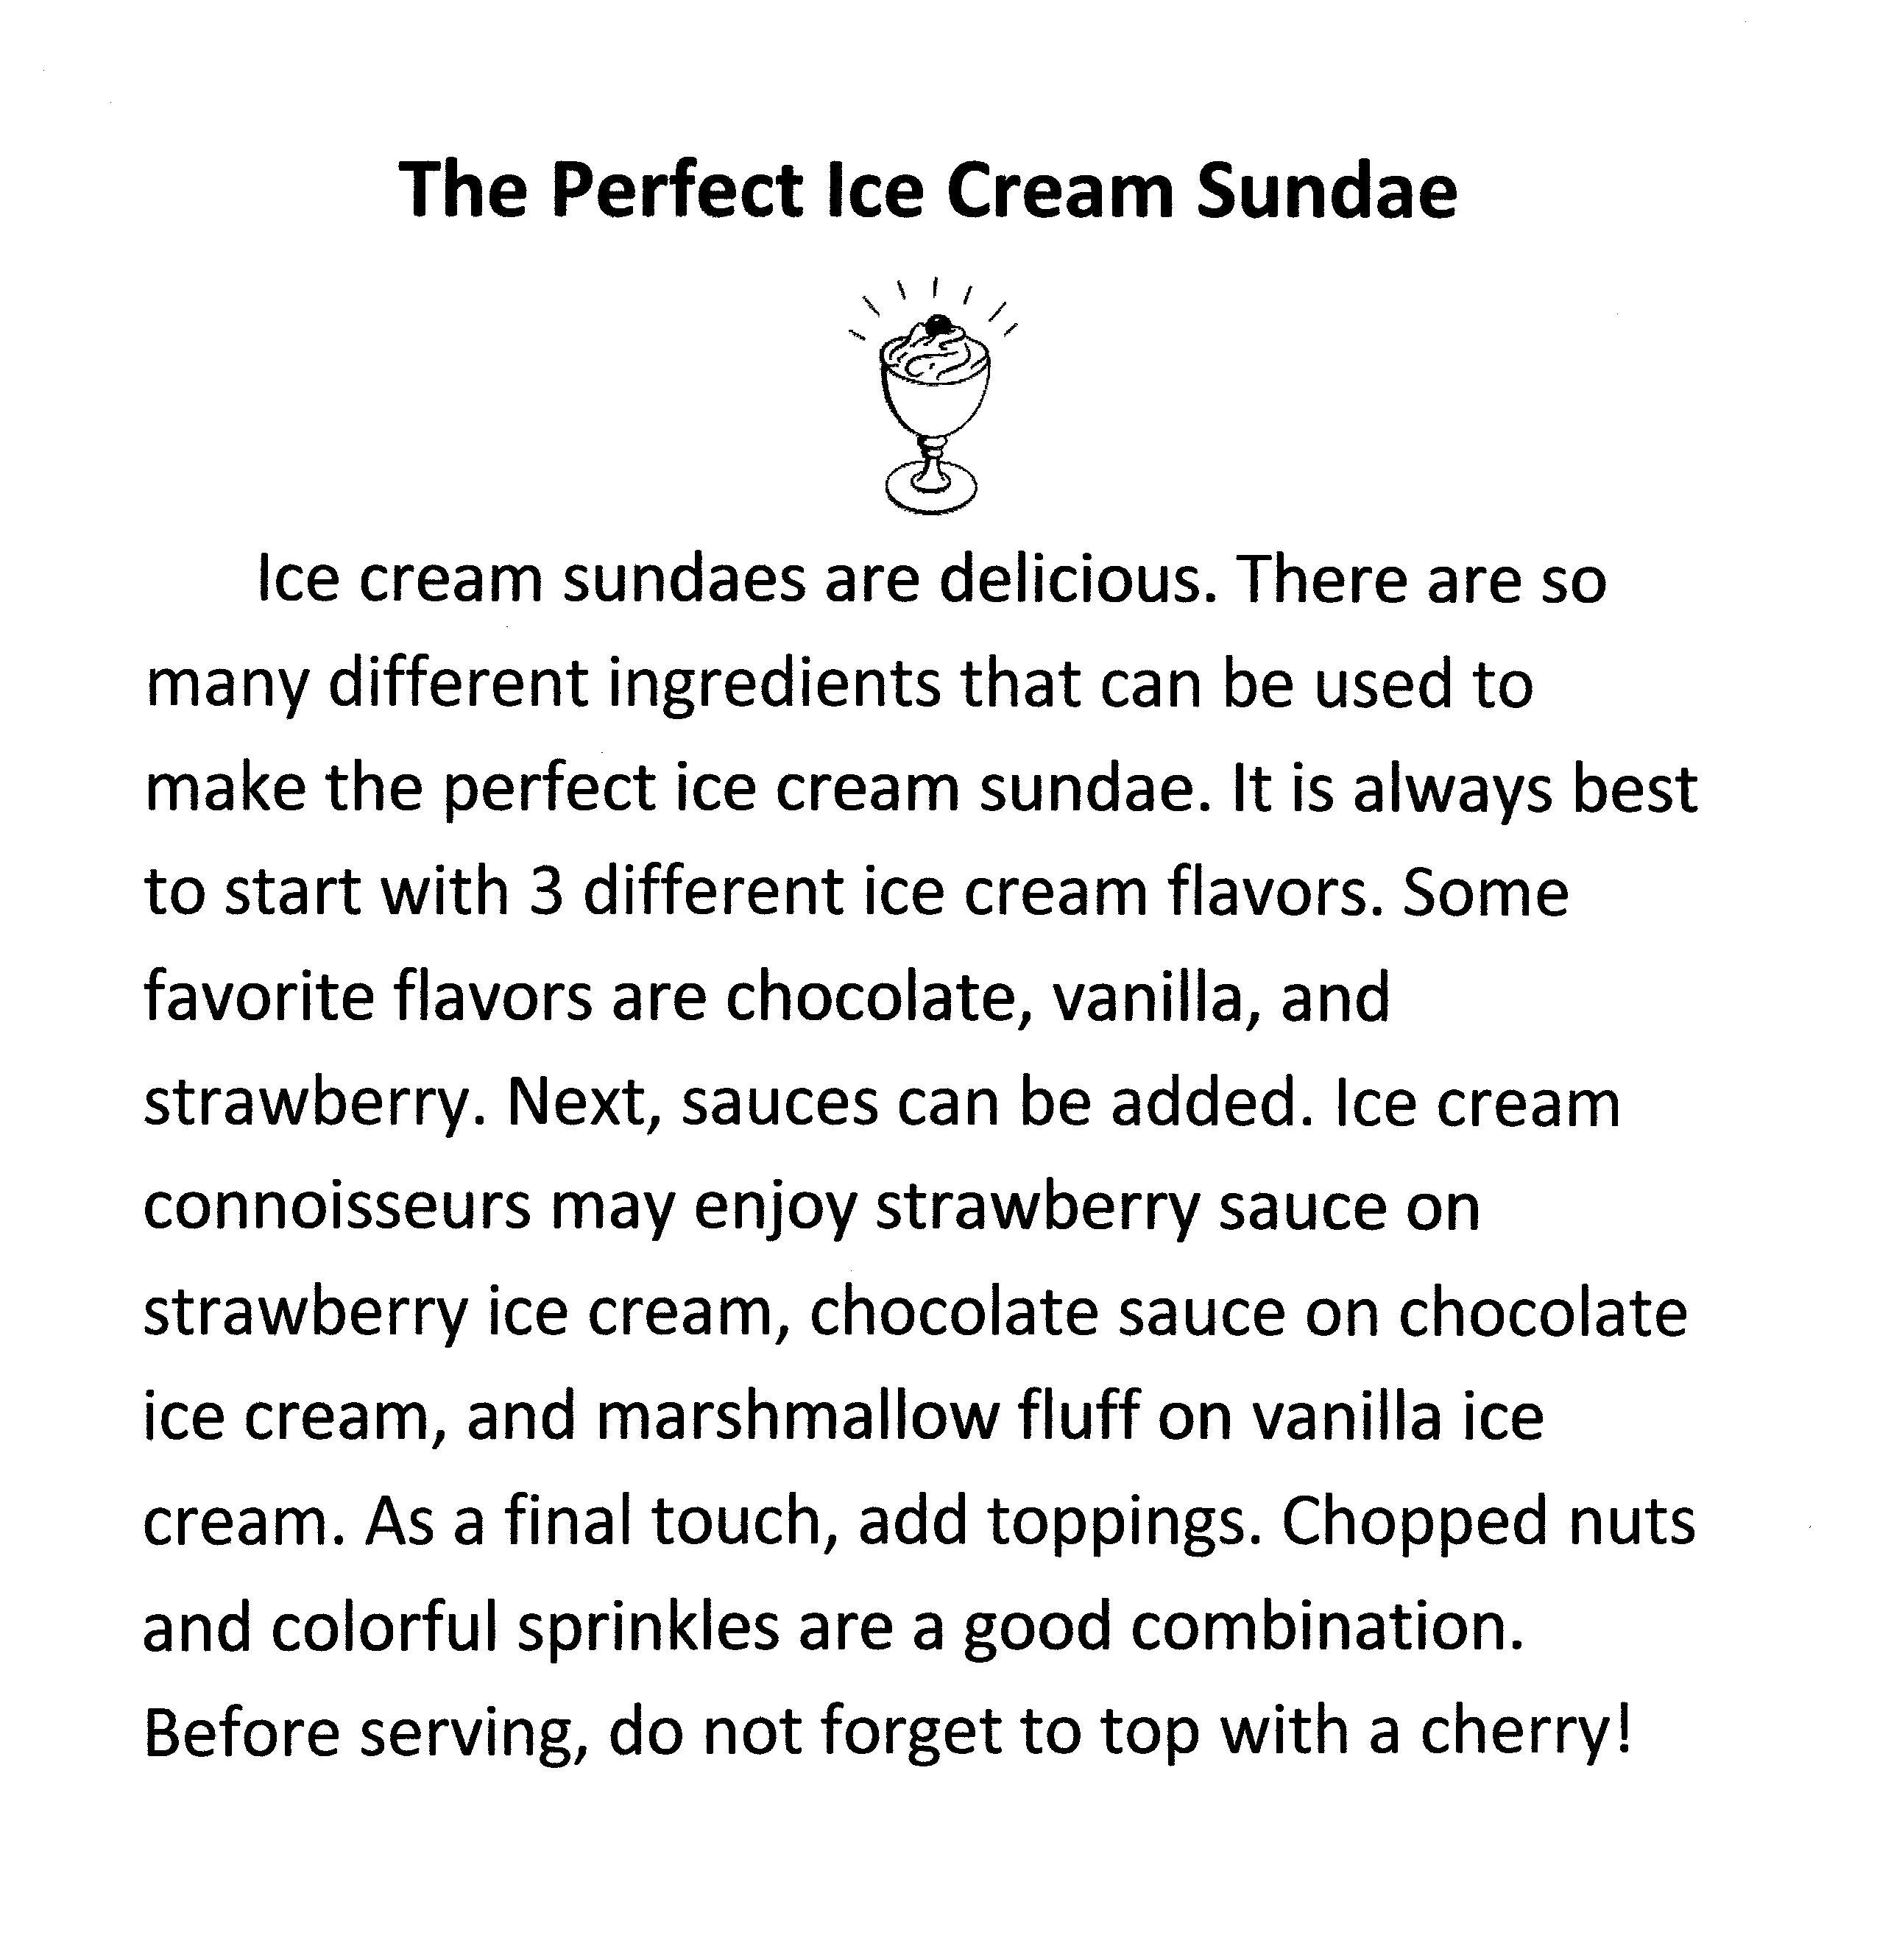 The Perfect Ice Cream Sundae
Ice cream sundaes are delicious. There are so
many different ingredients that can be used to
make the perfect ice cream sundae. It is always best
to start with 3 different ice cream flavors. Some
favorite flavors are chocolate, vanilla, and
strawberry. Next, sauces can be added. Ice cream
connoisseurs may enjoy strawberry sauce on
strawberry ice cream, chocolate sauce on chocolate
ice cream, and marshmallow fluff on vanilla ice
cream. As a final touch, add toppings. Chopped nuts
and colorful sprinkles are a good combination.
Before serving, do not forget to top with a cherry!